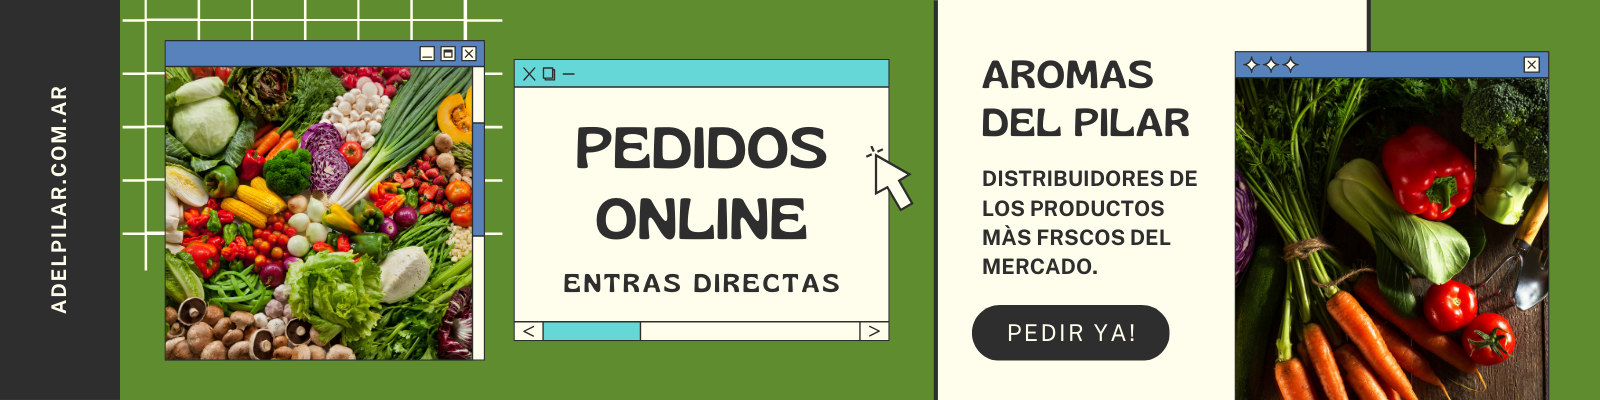 ADELPILAR.COM.AR
PEDIDOS
ONLINE
ENTRAS DIRECTAS
AROMAS
DEL PILAR
DISTRIBUIDORES DE
LOS PRODUCTOS
MÀS FRSCOS DEL
MERCADO.
PEDIR YA!